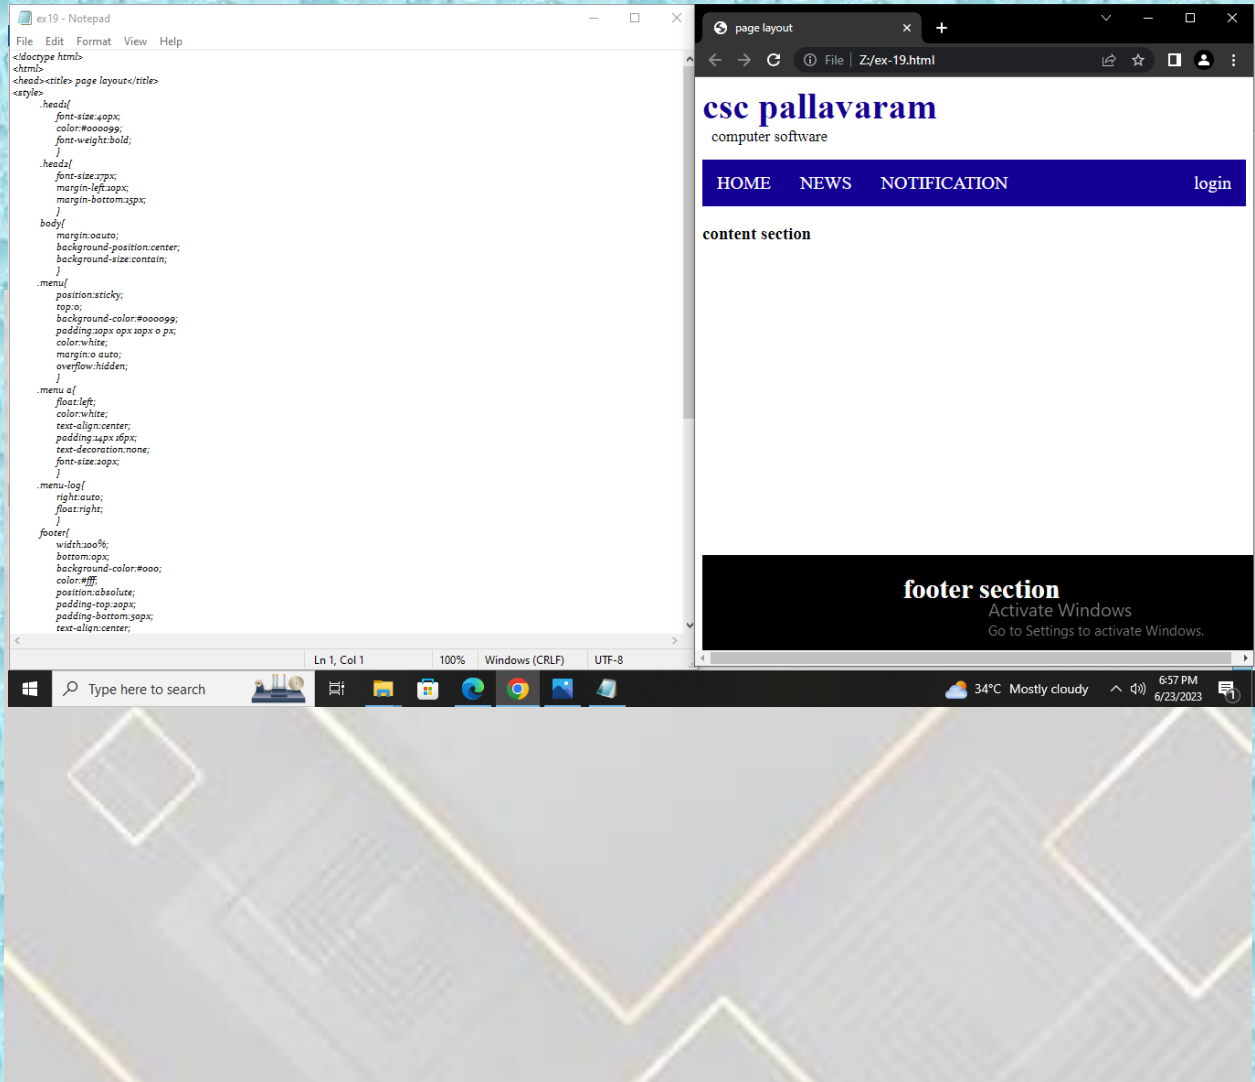 ex19 - Notepad
File Edit Format View Help
<!doctype html>
<html>
<head><title> page layout</title>
<style>
.head1{
font-size:40px;
color:#000099;
font-weight:bold;
}
.head2{
font-size:17px;
margin-left:10px;
margin-bottom:15px;
}
body{
margin:0auto;
background-position:center;
background-size:contain;
}
.menu{
position:sticky;
top:0;
background-color:#000099;
padding:10px 0px 10px 0 px;
color:white;
margin:0 auto;
overflow:hidden;
}
.menu a{
float:left;
color:white;
text-align:center;
padding:14px 16px;
text-decoration:none;
font-size:20px;
}
.menu-log{
right:auto;
float:right;
}
footer{
width:100%;
bottom:0px;
background-color:#000;
color:#fff;
position:absolute;
padding-top:20px;
padding-bottom:50px;
text-align:center;
Ln 1, Col 1 100% Windows (CRLF) UTF-8
page layout
File Z:/ex-19.html
csc pallavaram
computer software
HOME NEWS NOTIFICATION login
content section
footer section
Activate Windows
Go to Settings to activate Windows.
Type here to search
34°C Mostly cloudy
6:57 PM
6/23/2023
1